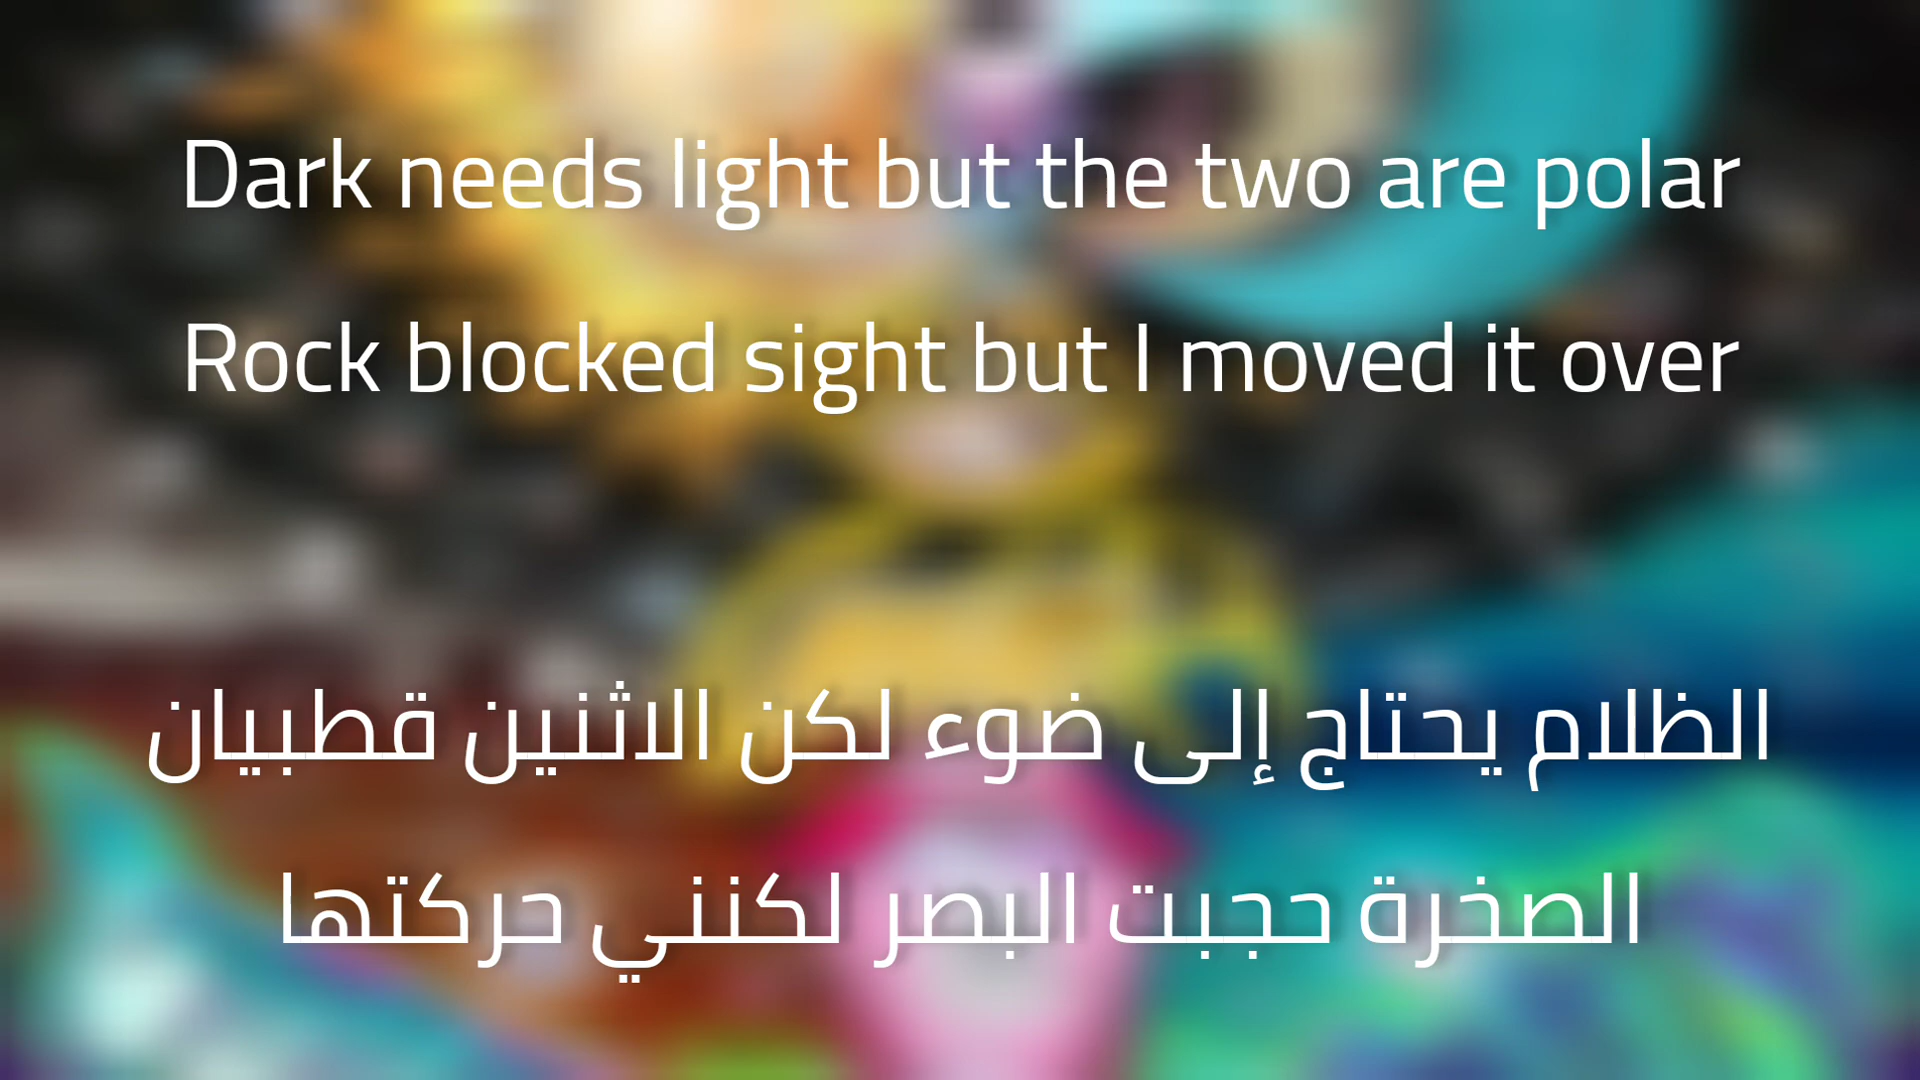 Dark needs light but the two are polar
Rock blocked sight but I moved it over
الظلام يحتاج إلى ضوء لكن الاثنين قطبيان
الصخرة حجبت البصر لكنني حركتها